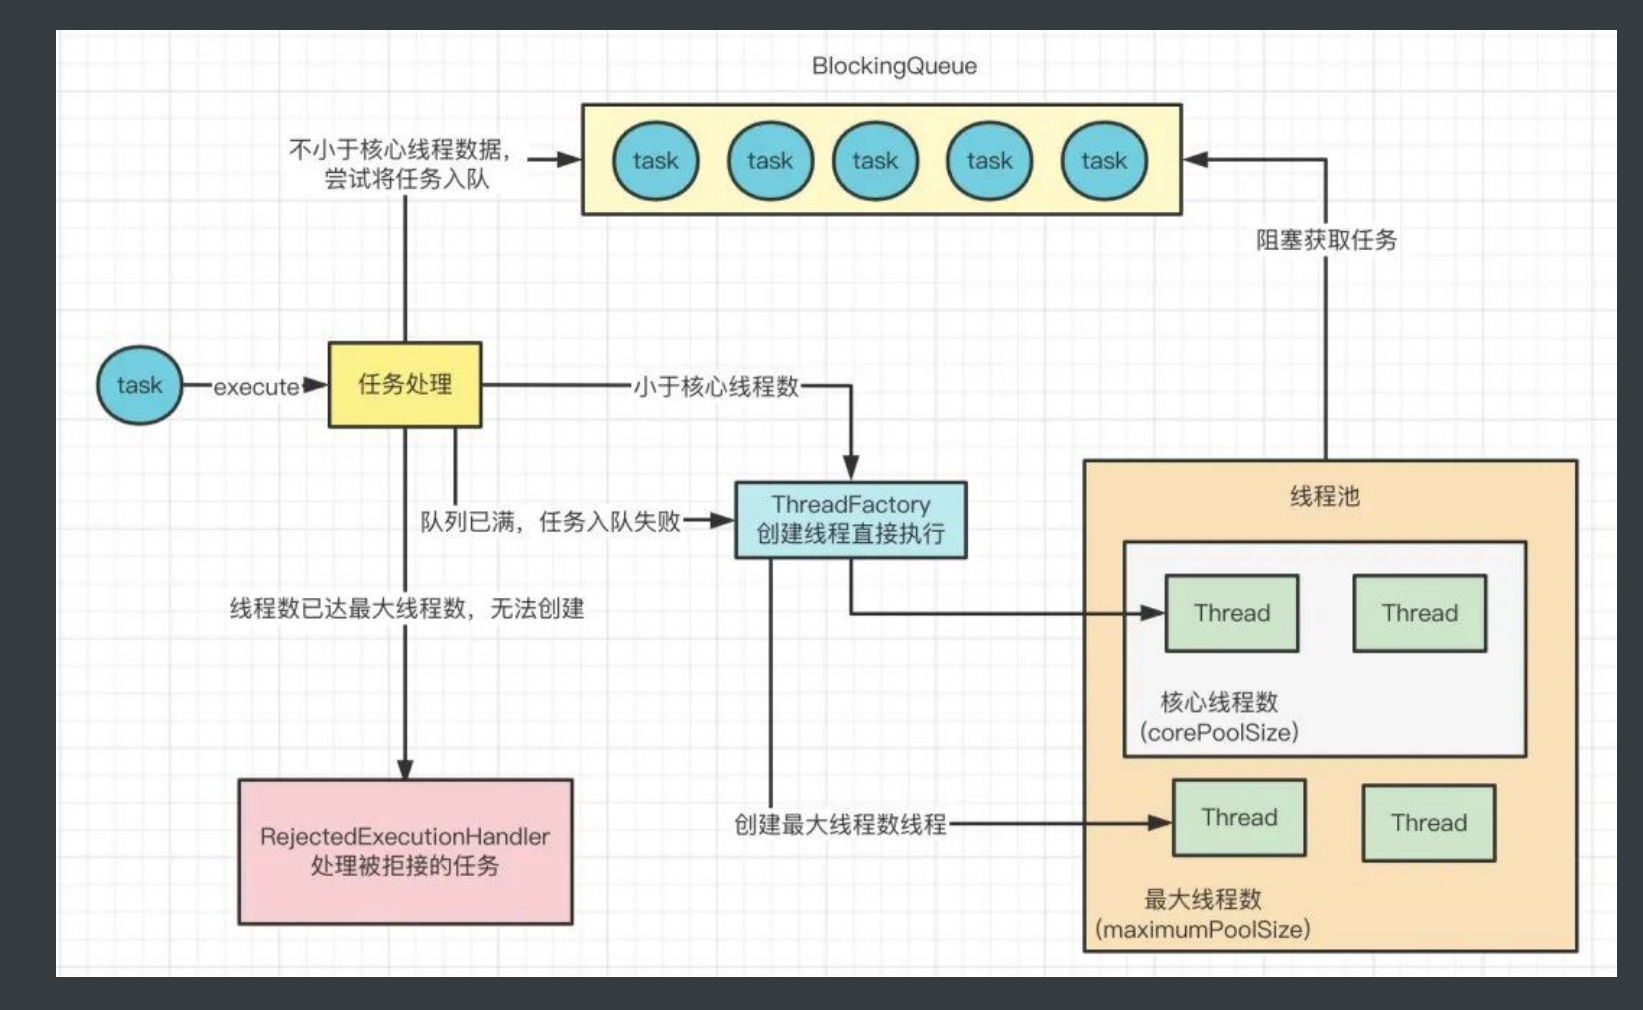 BlockingQueue
不小于核心线程数据，
尝试将任务入队
task
task
task
task
task
阻塞获取任务
task
execute
任务处理
小于核心线程数
ThreadFactory
创建线程直接执行
队列已满，任务入队失败
线程池
Thread
Thread
线程数已达最大线程数，无法创建
核心线程数
（corePoolSize）
RejectedExecutionHandler
处理被拒接的任务
创建最大线程数线程
Thread
Thread
最大线程数
（maximumPoolSize）